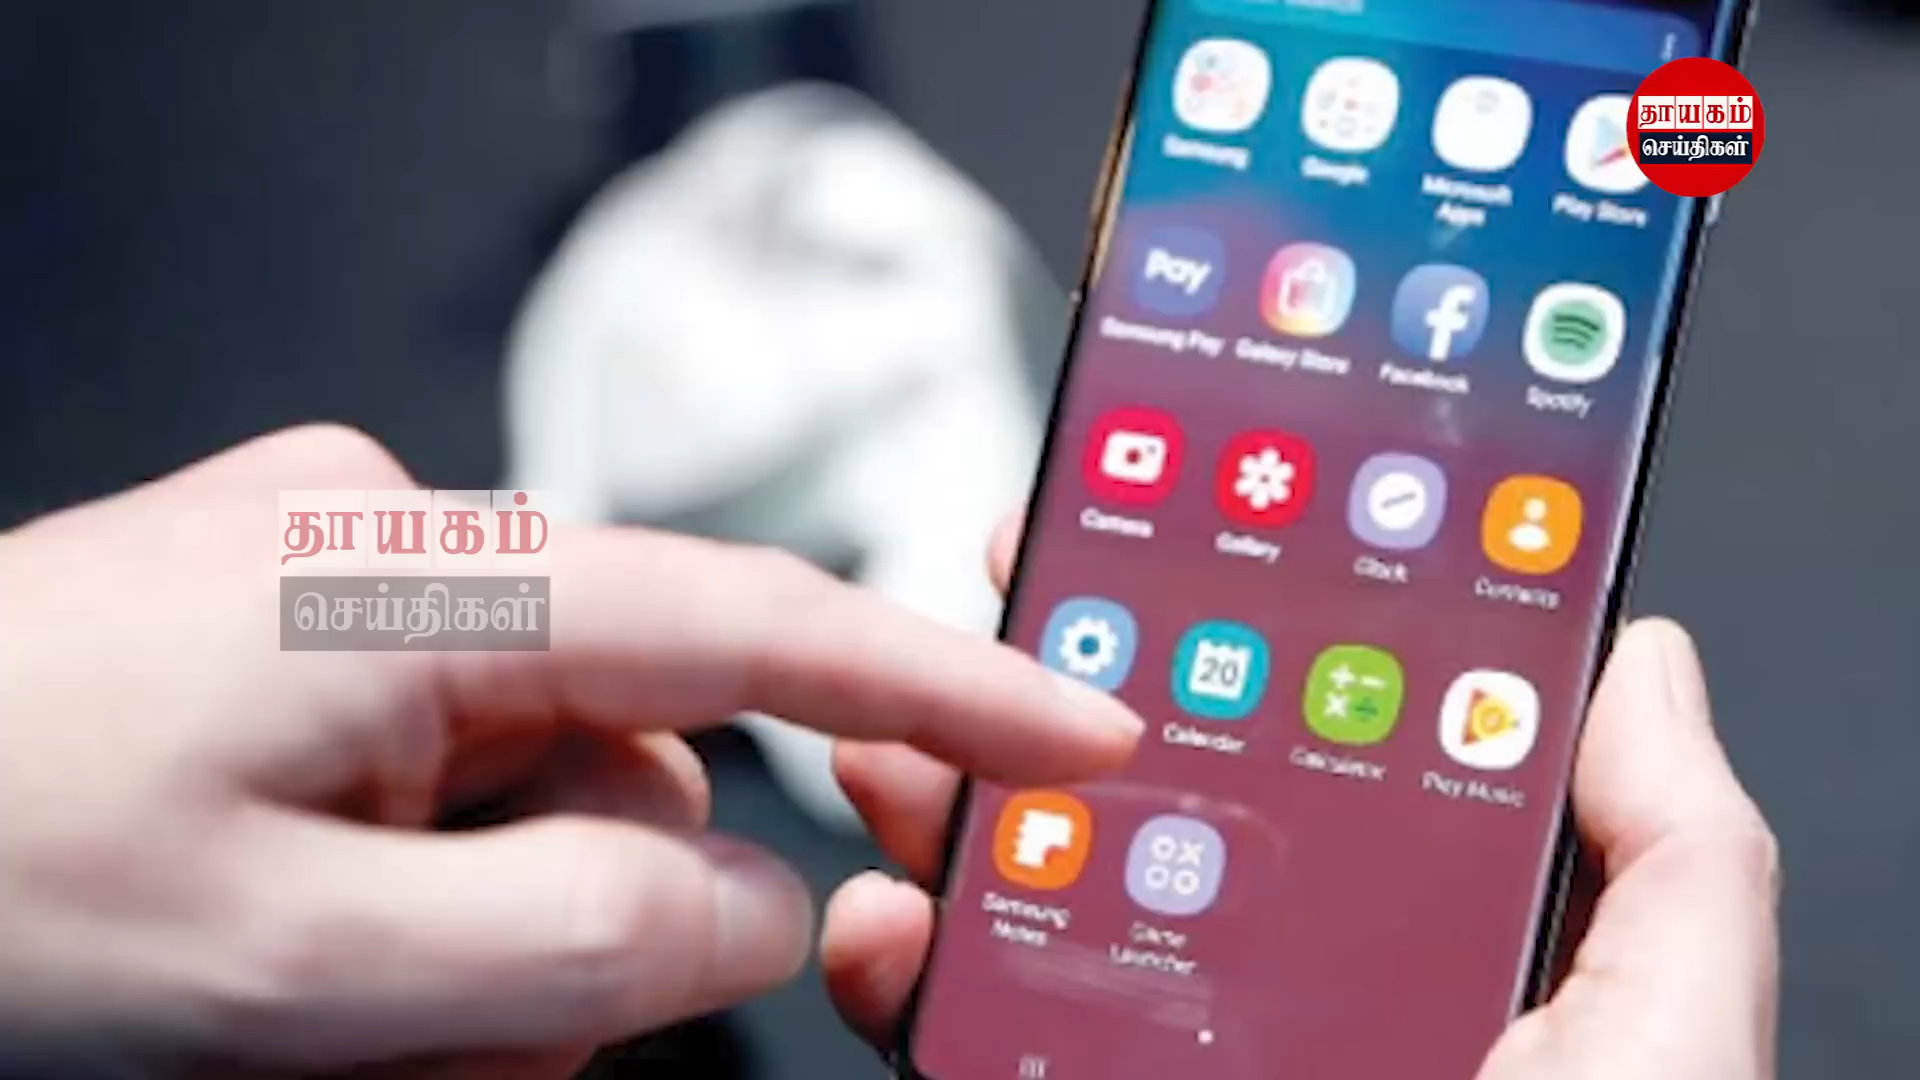 தாயகம்
செய்திகள்
Samsung
Google
Microsoft
Apps
Play Store
Pay
Samsung Pay
Galaxy Store
Facebook
Spotify
Camera
Gallery
Clock
Contacts
20
Calendar
Calculator
Play Music
Samsung
Notes
Game
Launcher
தாயகம்
செய்திகள்